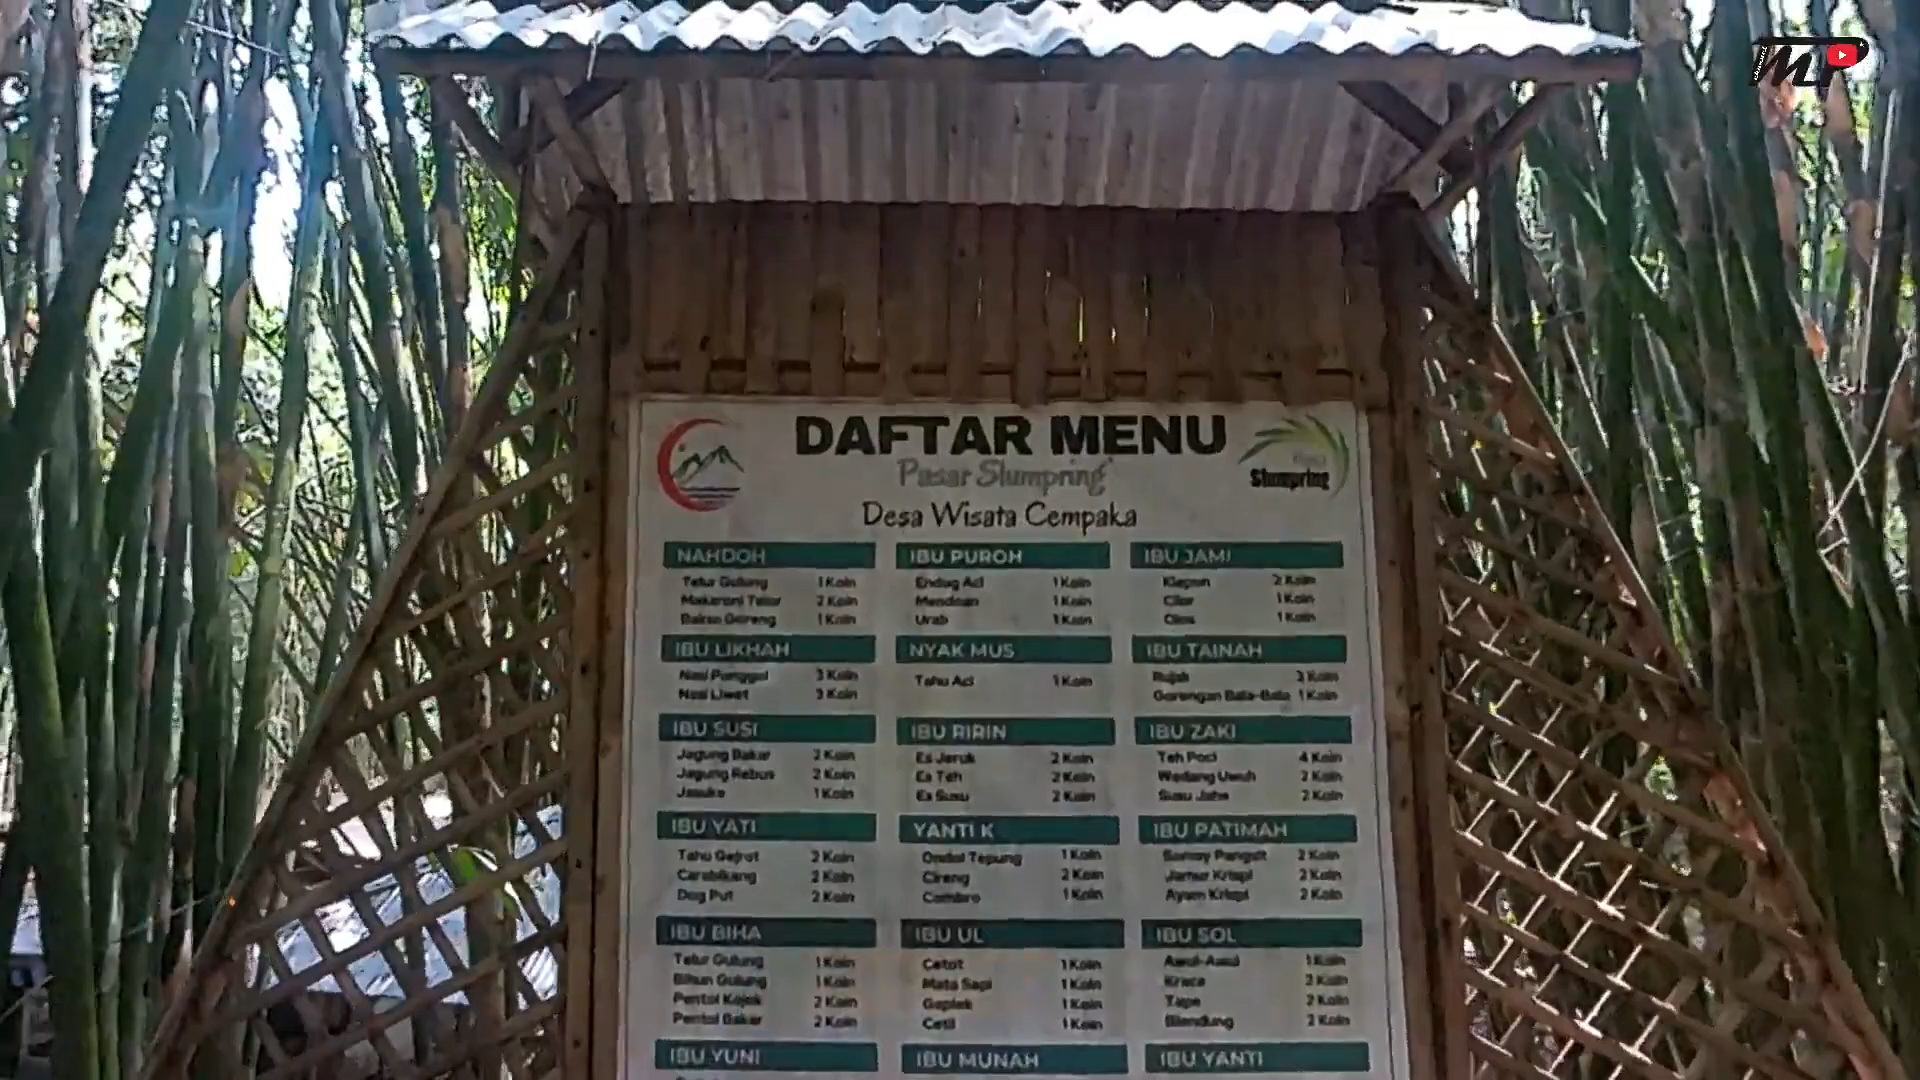 MP
DAFTAR MENU
Pasar Slumpring
Desa Wisata Cempaka
Slumpring
NAHDOH
Telur Gulung 1 Koin
Makaroni Telur 2 Koin
Bakso Goreng 1 Koin
IBU PUROH
Endog Aci 1 Koin
Mendoan 1 Koin
Urab 1 Koin
IBU JAMI
Klepon 2 Koin
Cilor 1 Koin
1 Koin
IBU LIKHAH
Nasi Ponggol 3 Koin
Nasi Liwet 3 Koin
NYAK MUS
Tahu Aci 1 Koin
IBU TAINAH
Rujak 3 Koin
Gorengan Bala-Bala 1 Koin
IBU SUSI
Jagung Bakar 2 Koin
Jagung Rebus 2 Koin
Jasuke 1 Koin
IBU RIRIN
Es Jeruk 2 Koin
Es Teh 2 Koin
Es Susu 2 Koin
IBU ZAKI
Teh Poci 4 Koin
Wedang Uwuh 2 Koin
Susu Jahe 2 Koin
IBU YATI
Tahu Gejrot 2 Koin
Carabikang 2 Koin
Dog Put 2 Koin
YANTI K
Ondol Tepung 1 Koin
Cireng 2 Koin
Combro 1 Koin
IBU PATIMAH
Somay Pangsit 2 Koin
Jamur Krispi 2 Koin
Ayam Krispi 2 Koin
IBU BIHA
Telur Gulung 1 Koin
Bihun Gulung 1 Koin
Pentol Kojek 2 Koin
Pentol Bakar 2 Koin
IBU UL
Cetot 1 Koin
Mata Sapi 1 Koin
Gaplek 1 Koin
Cetil 1 Koin
IBU SOL
Awul-Awul 1 Koin
Kraca 2 Koin
Tape 2 Koin
Blendung 2 Koin
IBU YUNI
IBU MUNAH
IBU YANTI